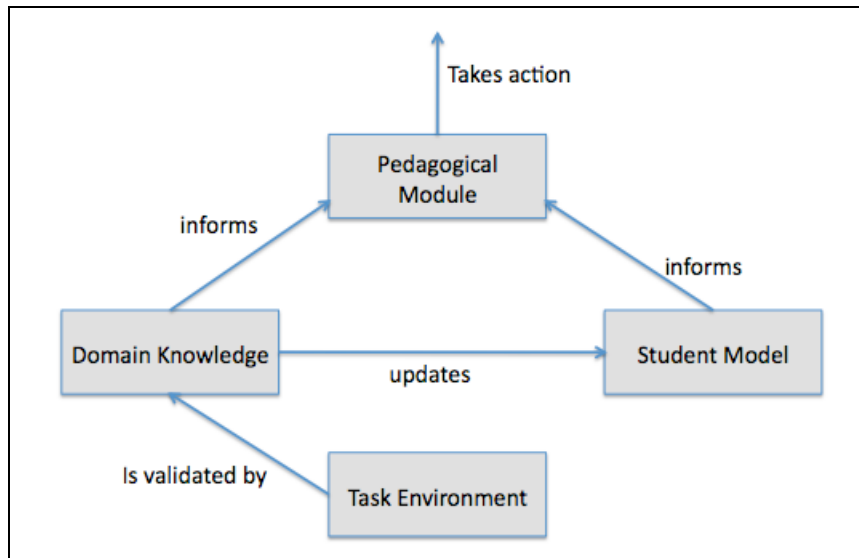 Takes action
Pedagogical
Module
informs
informs
Domain Knowledge
updates
Student Model
Is validated by
Task Environment